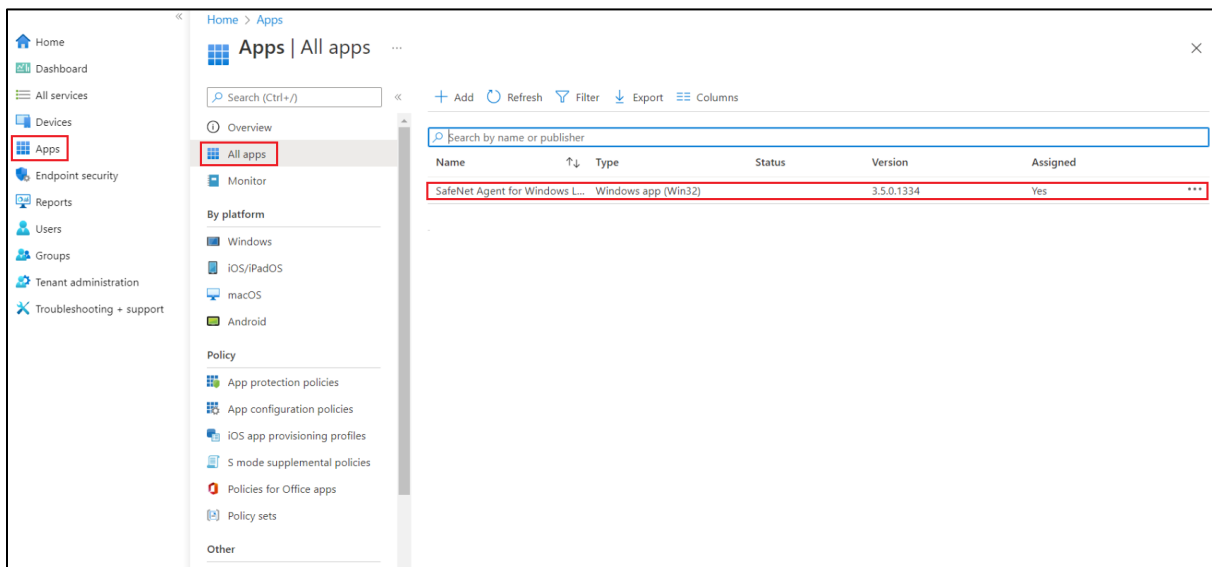 «
Home
Dashboard
All services
Devices
Apps
Endpoint security
Reports
Users
Groups
Tenant administration
Troubleshooting + support
Home > Apps
Apps | All apps ...
Search (Ctrl+/) «
Overview
All apps
Monitor
By platform
Windows
iOS/iPadOS
macOS
Android
Policy
App protection policies
App configuration policies
iOS app provisioning profiles
S mode supplemental policies
Policies for Office apps
Policy sets
Other
+ Add Refresh Filter Export Columns
Search by name or publisher
Name ↑↓ Type Status Version Assigned
SafeNet Agent for Windows L... Windows app (Win32) 3.5.0.1334 Yes ...